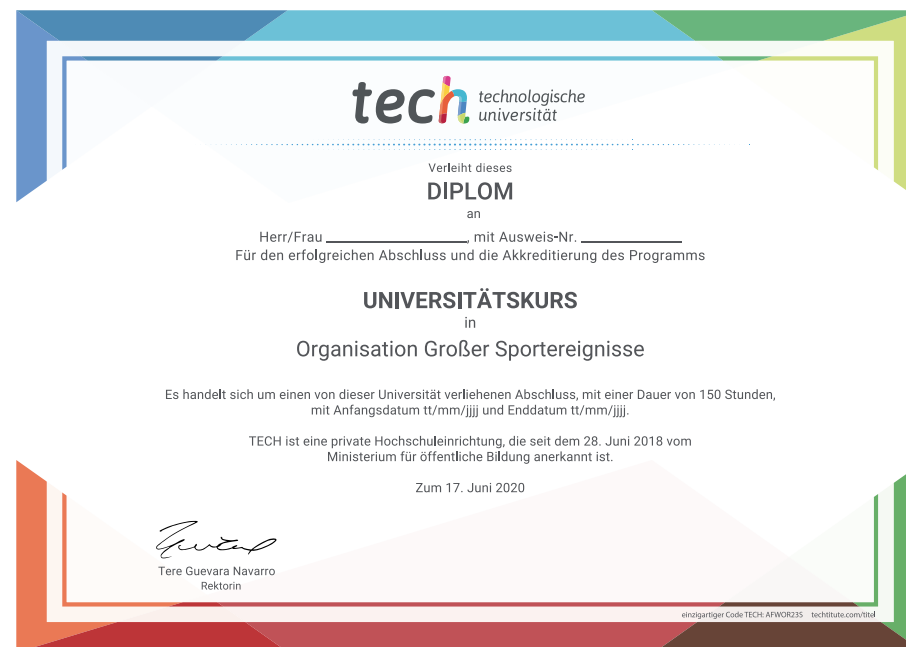 tech technologische
universität
Verleiht dieses
DIPLOM
an
Herr/Frau ____________, mit Ausweis-Nr. ____________
Für den erfolgreichen Abschluss und die Akkreditierung des Programms
UNIVERSITÄTSKURS
in
Organisation Großer Sportereignisse
Es handelt sich um einen von dieser Universität verliehenen Abschluss, mit einer Dauer von 150 Stunden,
mit Anfangsdatum tt/mm/jjjj und Enddatum tt/mm/jjjj.
TECH ist eine private Hochschuleinrichtung, die seit dem 28. Juni 2018 vom
Ministerium für öffentliche Bildung anerkannt ist.
Zum 17. Juni 2020
Tere Guevara Navarro
Rektorin
einzigartiger Code TECH: AFWOR23S techtitute.com/titel